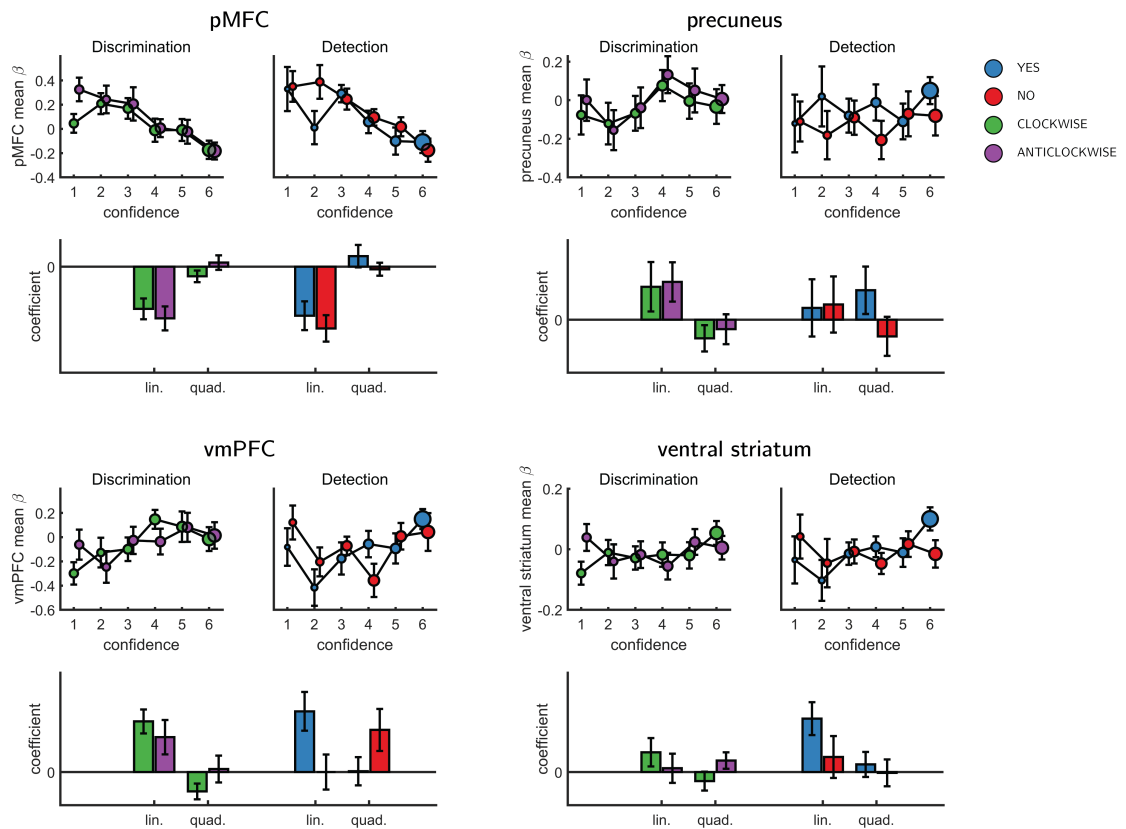 pMFC
Discrimination
Detection
pMFC mean β
0.4
0.2
0
-0.2
-0.4
1 2 3 4 5 6
confidence
1 2 3 4 5 6
confidence
coefficient
0
lin. quad. lin. quad.
precuneus
Discrimination
Detection
precuneus mean β
0.2
0
-0.2
-0.4
1 2 3 4 5 6
confidence
1 2 3 4 5 6
confidence
coefficient
0
lin. quad. lin. quad.
YES
NO
CLOCKWISE
ANTICLOCKWISE
vmPFC
Discrimination
Detection
vmPFC mean β
0.2
0
-0.2
-0.4
-0.6
1 2 3 4 5 6
confidence
1 2 3 4 5 6
confidence
coefficient
0
lin. quad. lin. quad.
ventral striatum
Discrimination
Detection
ventral striatum mean β
0.2
0
-0.2
1 2 3 4 5 6
confidence
1 2 3 4 5 6
confidence
coefficient
0
lin. quad. lin. quad.